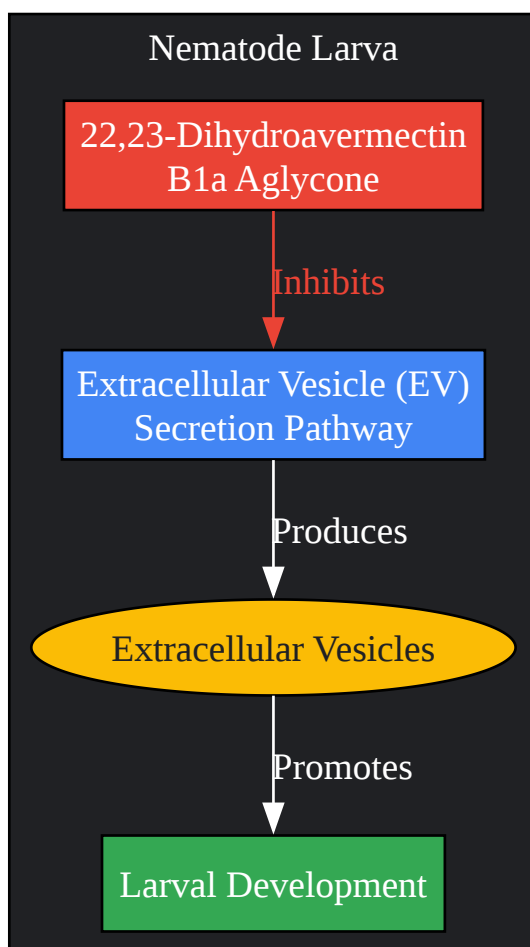 Nematode Larva
22,23-Dihydroavermectin
B1a Aglycone
Inhibits
Extracellular Vesicle (EV)
Secretion Pathway
Produces
Extracellular Vesicles
Promotes
Larval Development